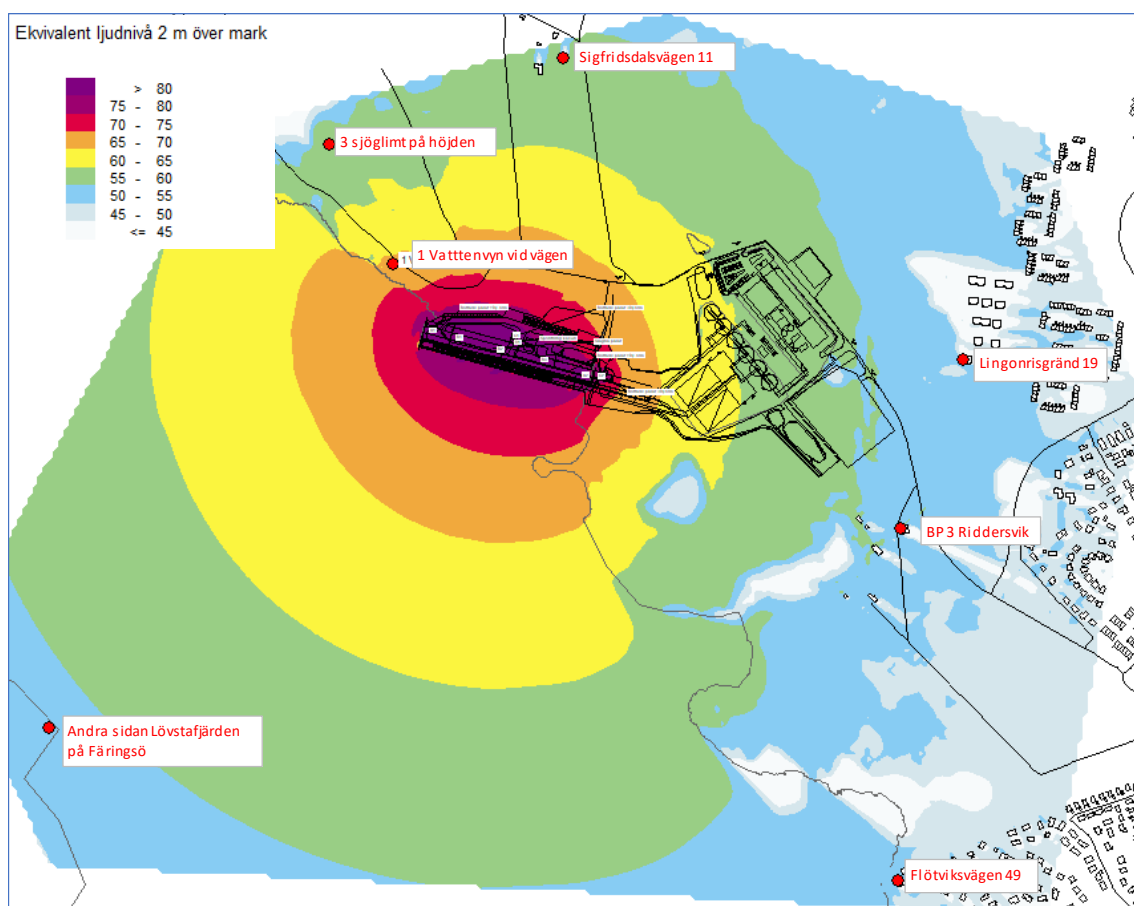 Ekvivalent ljudnivå 2 m över mark
> 80
75 - 80
70 - 75
65 - 70
60 - 65
55 - 60
50 - 55
45 - 50
<= 45
Sigfridsdalsvägen 11
3 sjöglimt på höjden
1 Vatttenvyn vid vägen
Lingonrisgränd 19
BP 3 Riddersvik
Andra sidan Lövstafjärden
på Färingsö
Flötviksvägen 49